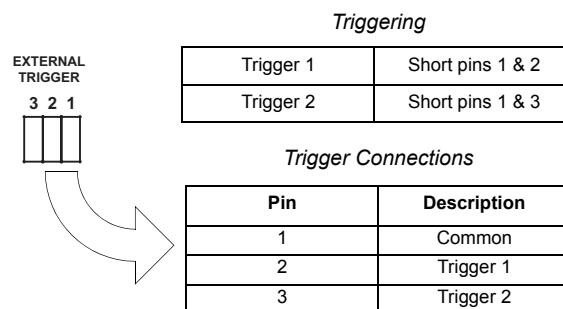 Triggering
EXTERNAL
TRIGGER
3 2 1
Trigger 1 Short pins 1 & 2
Trigger 2 Short pins 1 & 3
Trigger Connections
Pin Description
1 Common
2 Trigger 1
3 Trigger 2